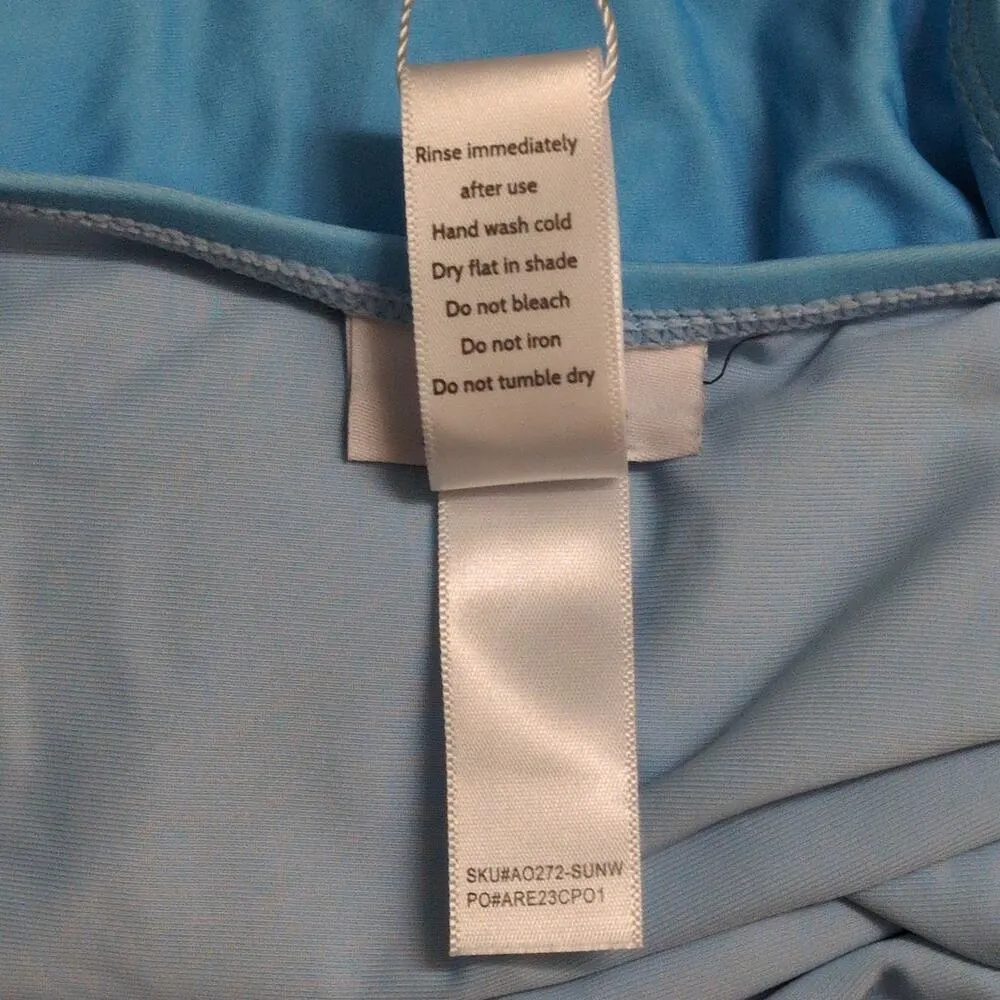 Rinse immediately
after use
Hand wash cold
Dry flat in shade
Do not bleach
Do not iron
Do not tumble dry
SKU#AO272-SUNW
PO#ARE23CPO1